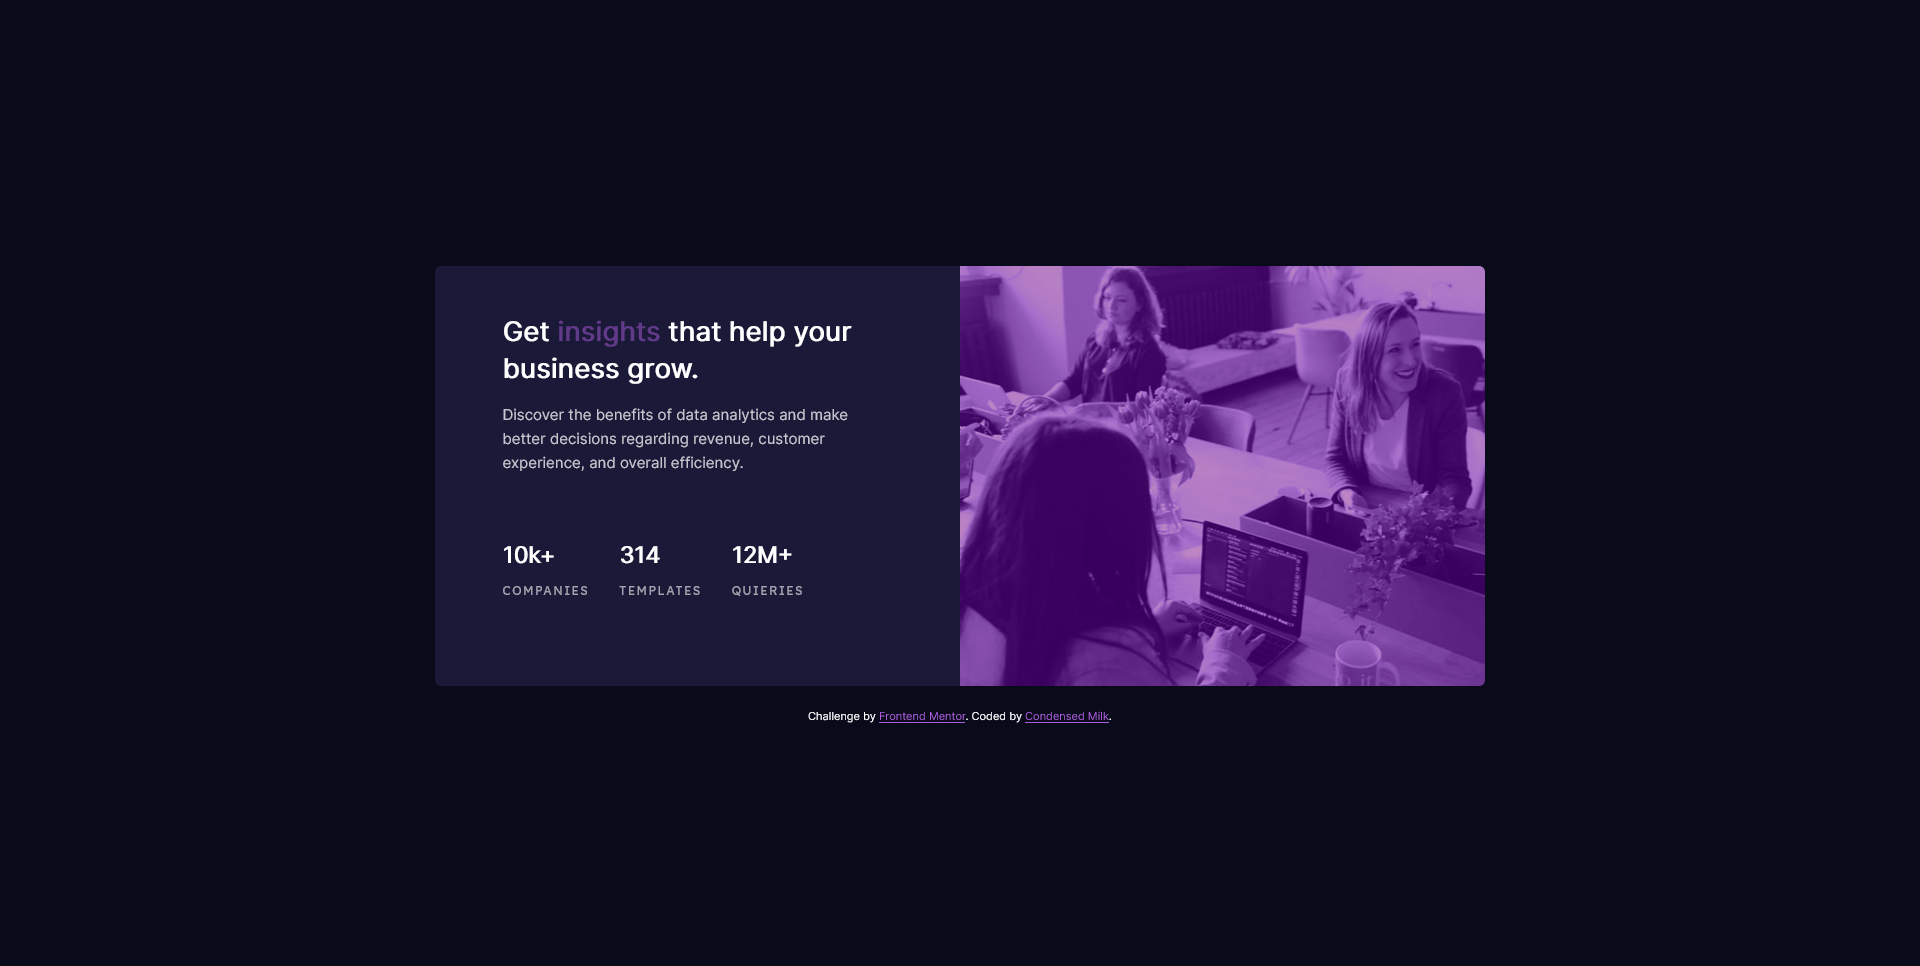 Get insights that help your
business grow.
Discover the benefits of data analytics and make
better decisions regarding revenue, customer
experience, and overall efficiency.
10k+ 314 12M+
COMPANIES TEMPLATES QUIERIES
Challenge by Frontend Mentor. Coded by Condensed Milk.